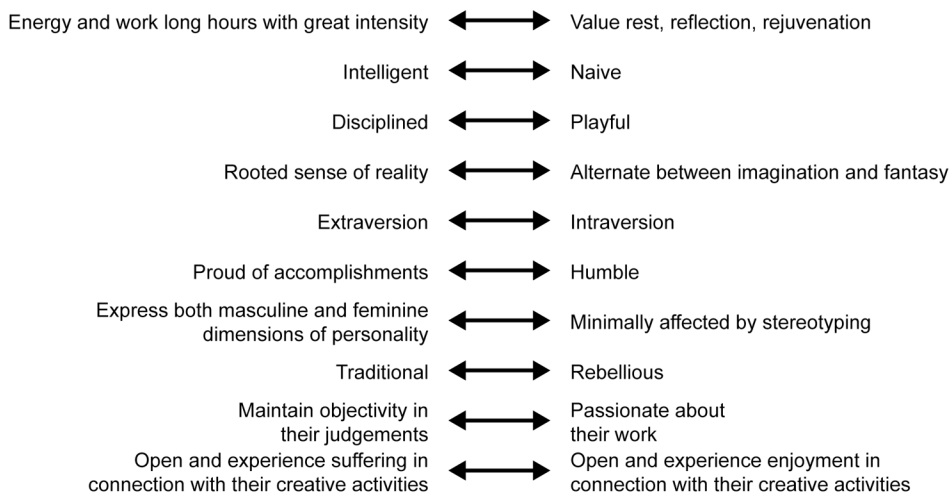 Energy and work long hours with great intensity Value rest, reflection, rejuvenation
Intelligent Naive
Disciplined Playful
Rooted sense of reality Alternate between imagination and fantasy
Extraversion Intraversion
Proud of accomplishments Humble
Express both masculine and feminine
dimensions of personality Minimally affected by stereotyping
Traditional Rebellious
Maintain objectivity in Passionate about
their judgements their work
Open and experience suffering in Open and experience enjoyment in
connection with their creative activities connection with their creative activities